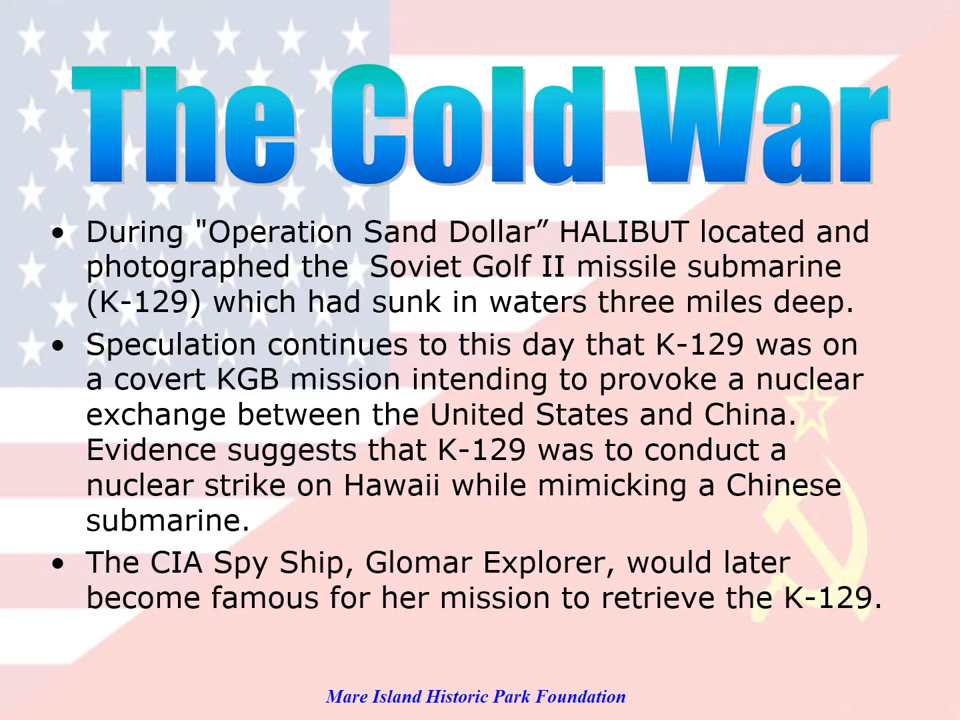 The Cold War
• During "Operation Sand Dollar” HALIBUT located and
photographed the  Soviet Golf II missile submarine
(K-129) which had sunk in waters three miles deep.
• Speculation continues to this day that K-129 was on
a covert KGB mission intending to provoke a nuclear
exchange between the United States and China.
Evidence suggests that K-129 was to conduct a
nuclear strike on Hawaii while mimicking a Chinese
submarine.
• The CIA Spy Ship, Glomar Explorer, would later
become famous for her mission to retrieve the K-129.
Mare Island Historic Park Foundation